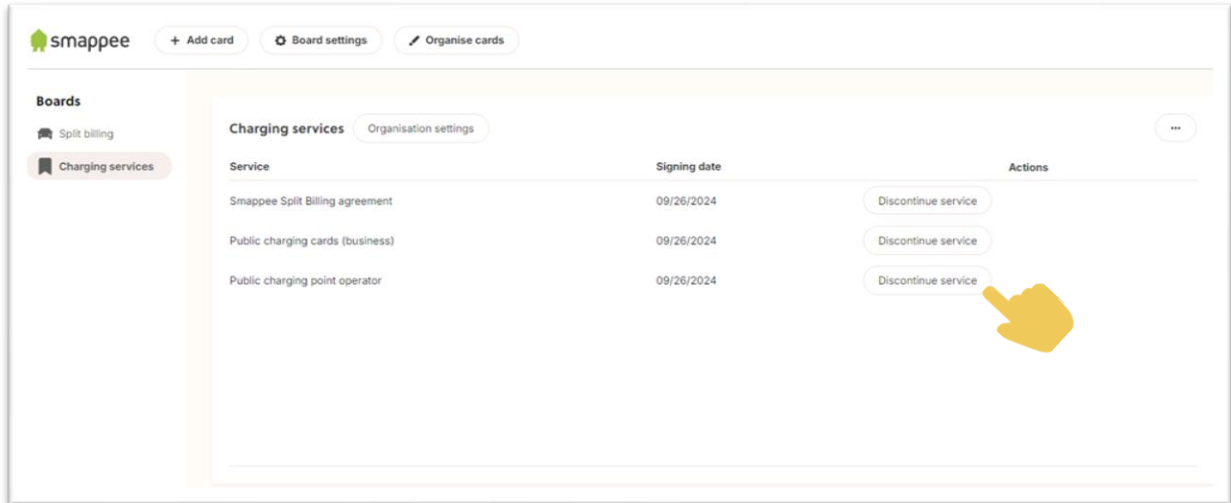 smappee + Add card Board settings Organise cards
Boards
Split billing
Charging services
Charging services Organisation settings ...
Service Signing date Actions
Smappee Split Billing agreement 09/26/2024 Discontinue service
Public charging cards (business) 09/26/2024 Discontinue service
Public charging point operator 09/26/2024 Discontinue service